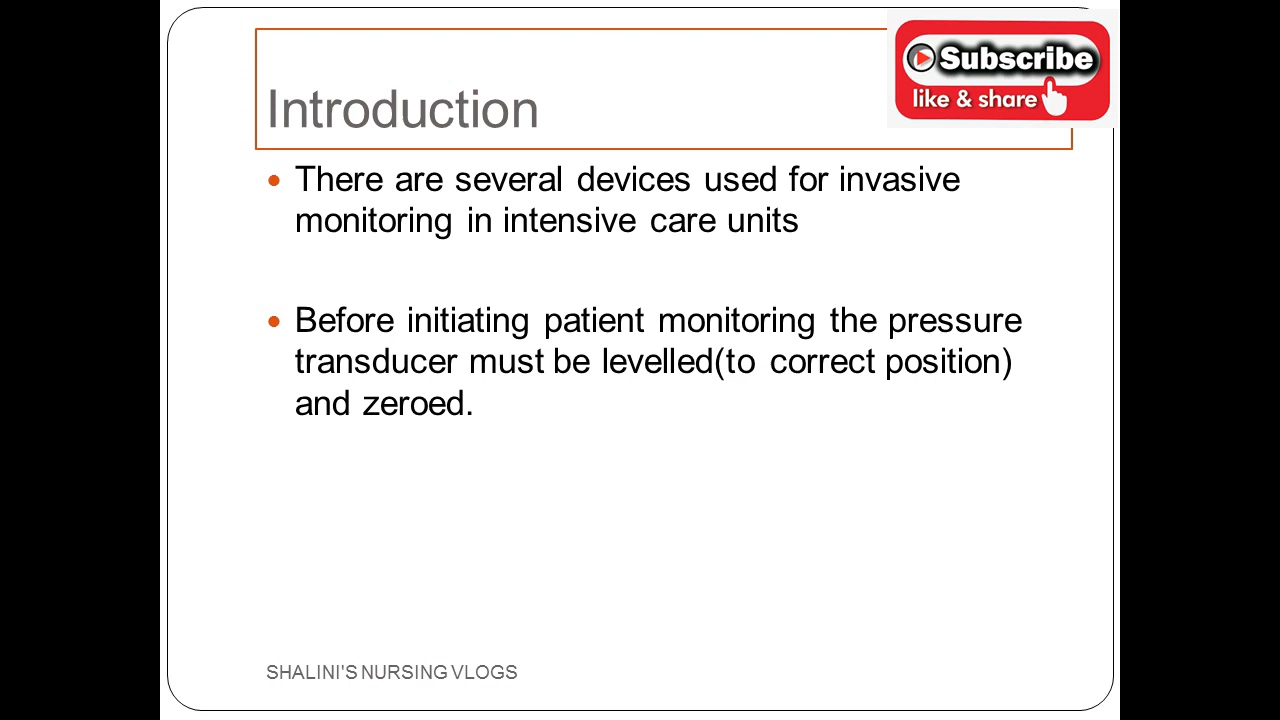 Subscribe
like & share
Introduction
There are several devices used for invasive
monitoring in intensive care units
Before initiating patient monitoring the pressure
transducer must be levelled(to correct position)
and zeroed.
SHALINI'S NURSING VLOGS